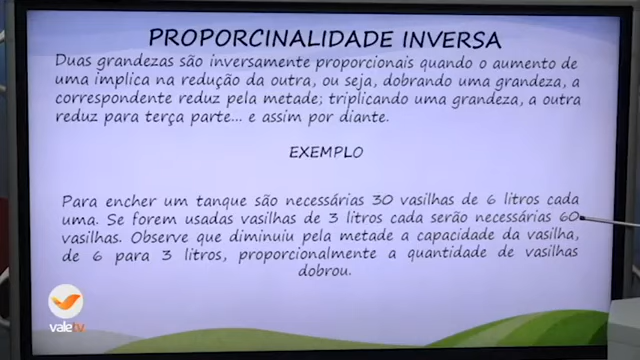 PROPORCINALIDADE INVERSA
Duas grandezas são inversamente proporcionais quando o aumento de
uma implica na redução da outra, ou seja, dobrando uma grandeza, a
correspondente reduz pela metade; triplicando uma grandeza, a outra
reduz para terça parte... e assim por diante.
EXEMPLO
Para encher um tanque são necessárias 30 vasilhas de 6 litros cada
uma. Se forem usadas vasilhas de 3 litros cada serão necessárias 60
vasilhas. Observe que diminuiu pela metade a capacidade da vasilha,
de 6 para 3 litros, proporcionalmente a quantidade de vasilhas
dobrou.
valetv